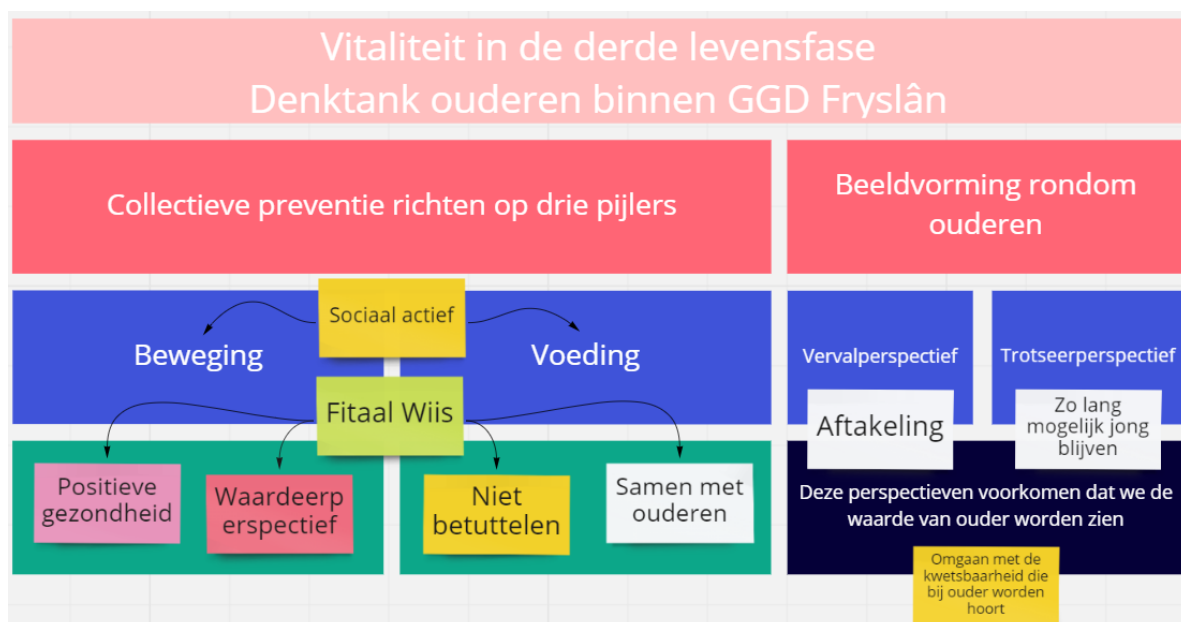 Vitaliteit in de derde levensfase
Denktank ouderen binnen GGD Fryslân
Collectieve preventie richten op drie pijlers
Beeldvorming rondom
ouderen
Sociaal actief
Beweging
Voeding
Fitaal Wiis
Positieve
gezondheid
Waardeerp
erspectief
Niet
betuttelen
Samen met
ouderen
Vervalperspectief
Trotseerperspectief
Aftakeling
Zo lang
mogelijk jong
blijven
Deze perspectieven voorkomen dat we de
waarde van ouder worden zien
Omgaan met de
kwetsbaarheid die
bij ouder worden
hoort